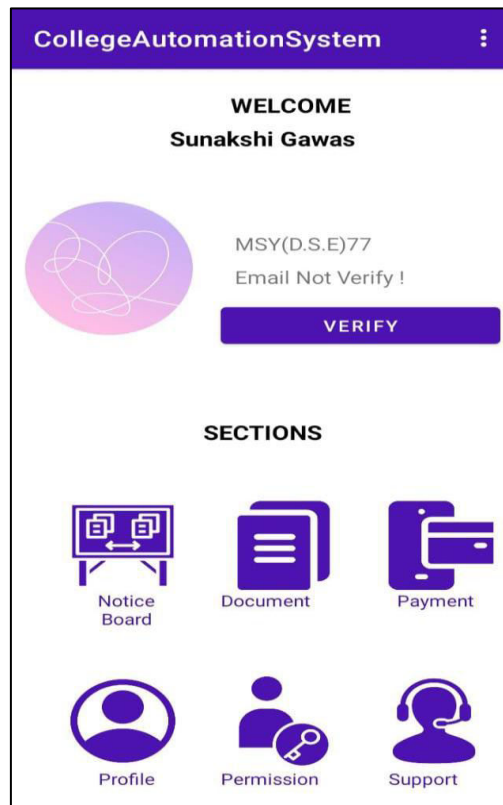 CollegeAutomationSystem
WELCOME
Sunakshi Gawas
MSY(D.S.E)77
Email Not Verify !
VERIFY
SECTIONS
Notice
Board
Document
Payment
Profile
Permission
Support